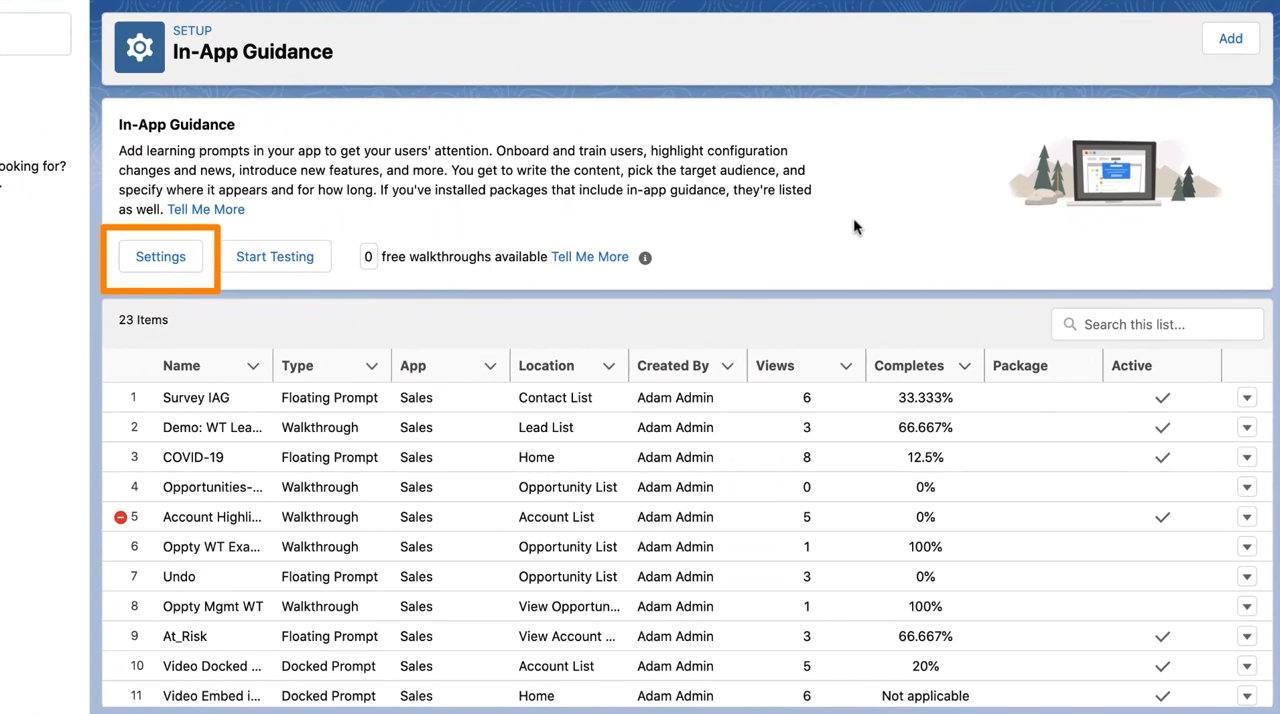 SETUP
In-App Guidance
Add
In-App Guidance
Add learning prompts in your app to get your users' attention. Onboard and train users, highlight configuration
changes and news, introduce new features, and more. You get to write the content, pick the target audience, and
specify where it appears and for how long. If you've installed packages that include in-app guidance, they're listed
as well. Tell Me More
ooking for?
Settings Start Testing 0 free walkthroughs available Tell Me More
23 Items Search this list...
Name Type App Location Created By Views Completes Package Active
1 Survey IAG Floating Prompt Sales Contact List Adam Admin 6 33.333%
2 Demo: WT Lea... Walkthrough Sales Lead List Adam Admin 3 66.667%
3 COVID-19 Floating Prompt Sales Home Adam Admin 8 12.5%
4 Opportunities-... Walkthrough Sales Opportunity List Adam Admin 0 0%
5 Account Highli... Walkthrough Sales Account List Adam Admin 5 0%
6 Oppty WT Exa... Walkthrough Sales Opportunity List Adam Admin 1 100%
7 Undo Floating Prompt Sales Opportunity List Adam Admin 3 0%
8 Oppty Mgmt WT Walkthrough Sales View Opportun... Adam Admin 1 100%
9 At_Risk Floating Prompt Sales View Account ... Adam Admin 3 66.667%
10 Video Docked ... Docked Prompt Sales Account List Adam Admin 5 20%
11 Video Embed i... Docked Prompt Sales Home Adam Admin 6 Not applicable